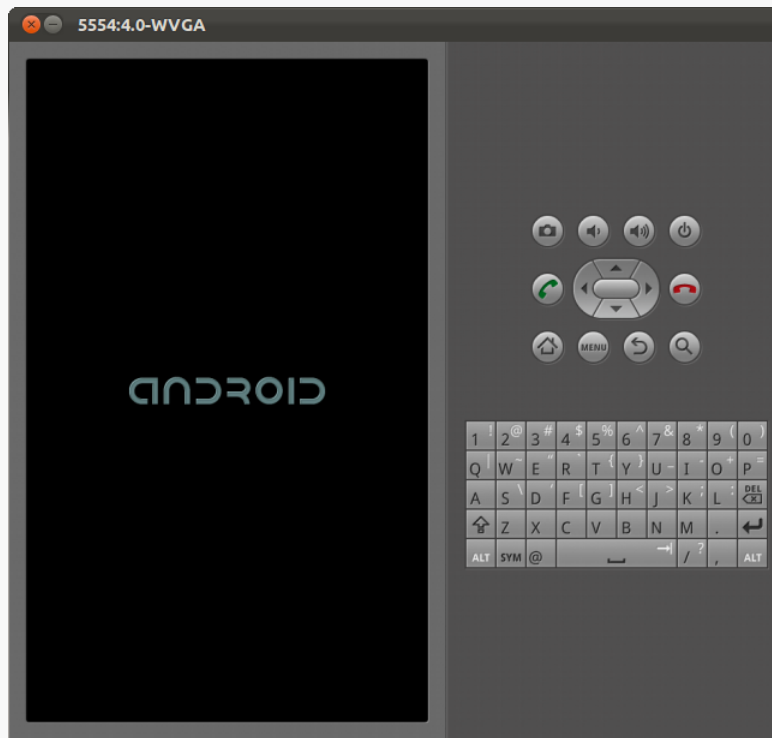 5554:4.0-WVGA
ANDROID
MENU
1 ! 2 @ 3 # 4 $ 5 % 6 ^ 7 & 8 * 9 ( 0 )
Q | W ~ E " R ` T { Y } U _ I - O + P =
A S \ D ' F [ G ] H < J > K ; L : DEL
Z X C V B N M .
ALT SYM @ / ? , ALT